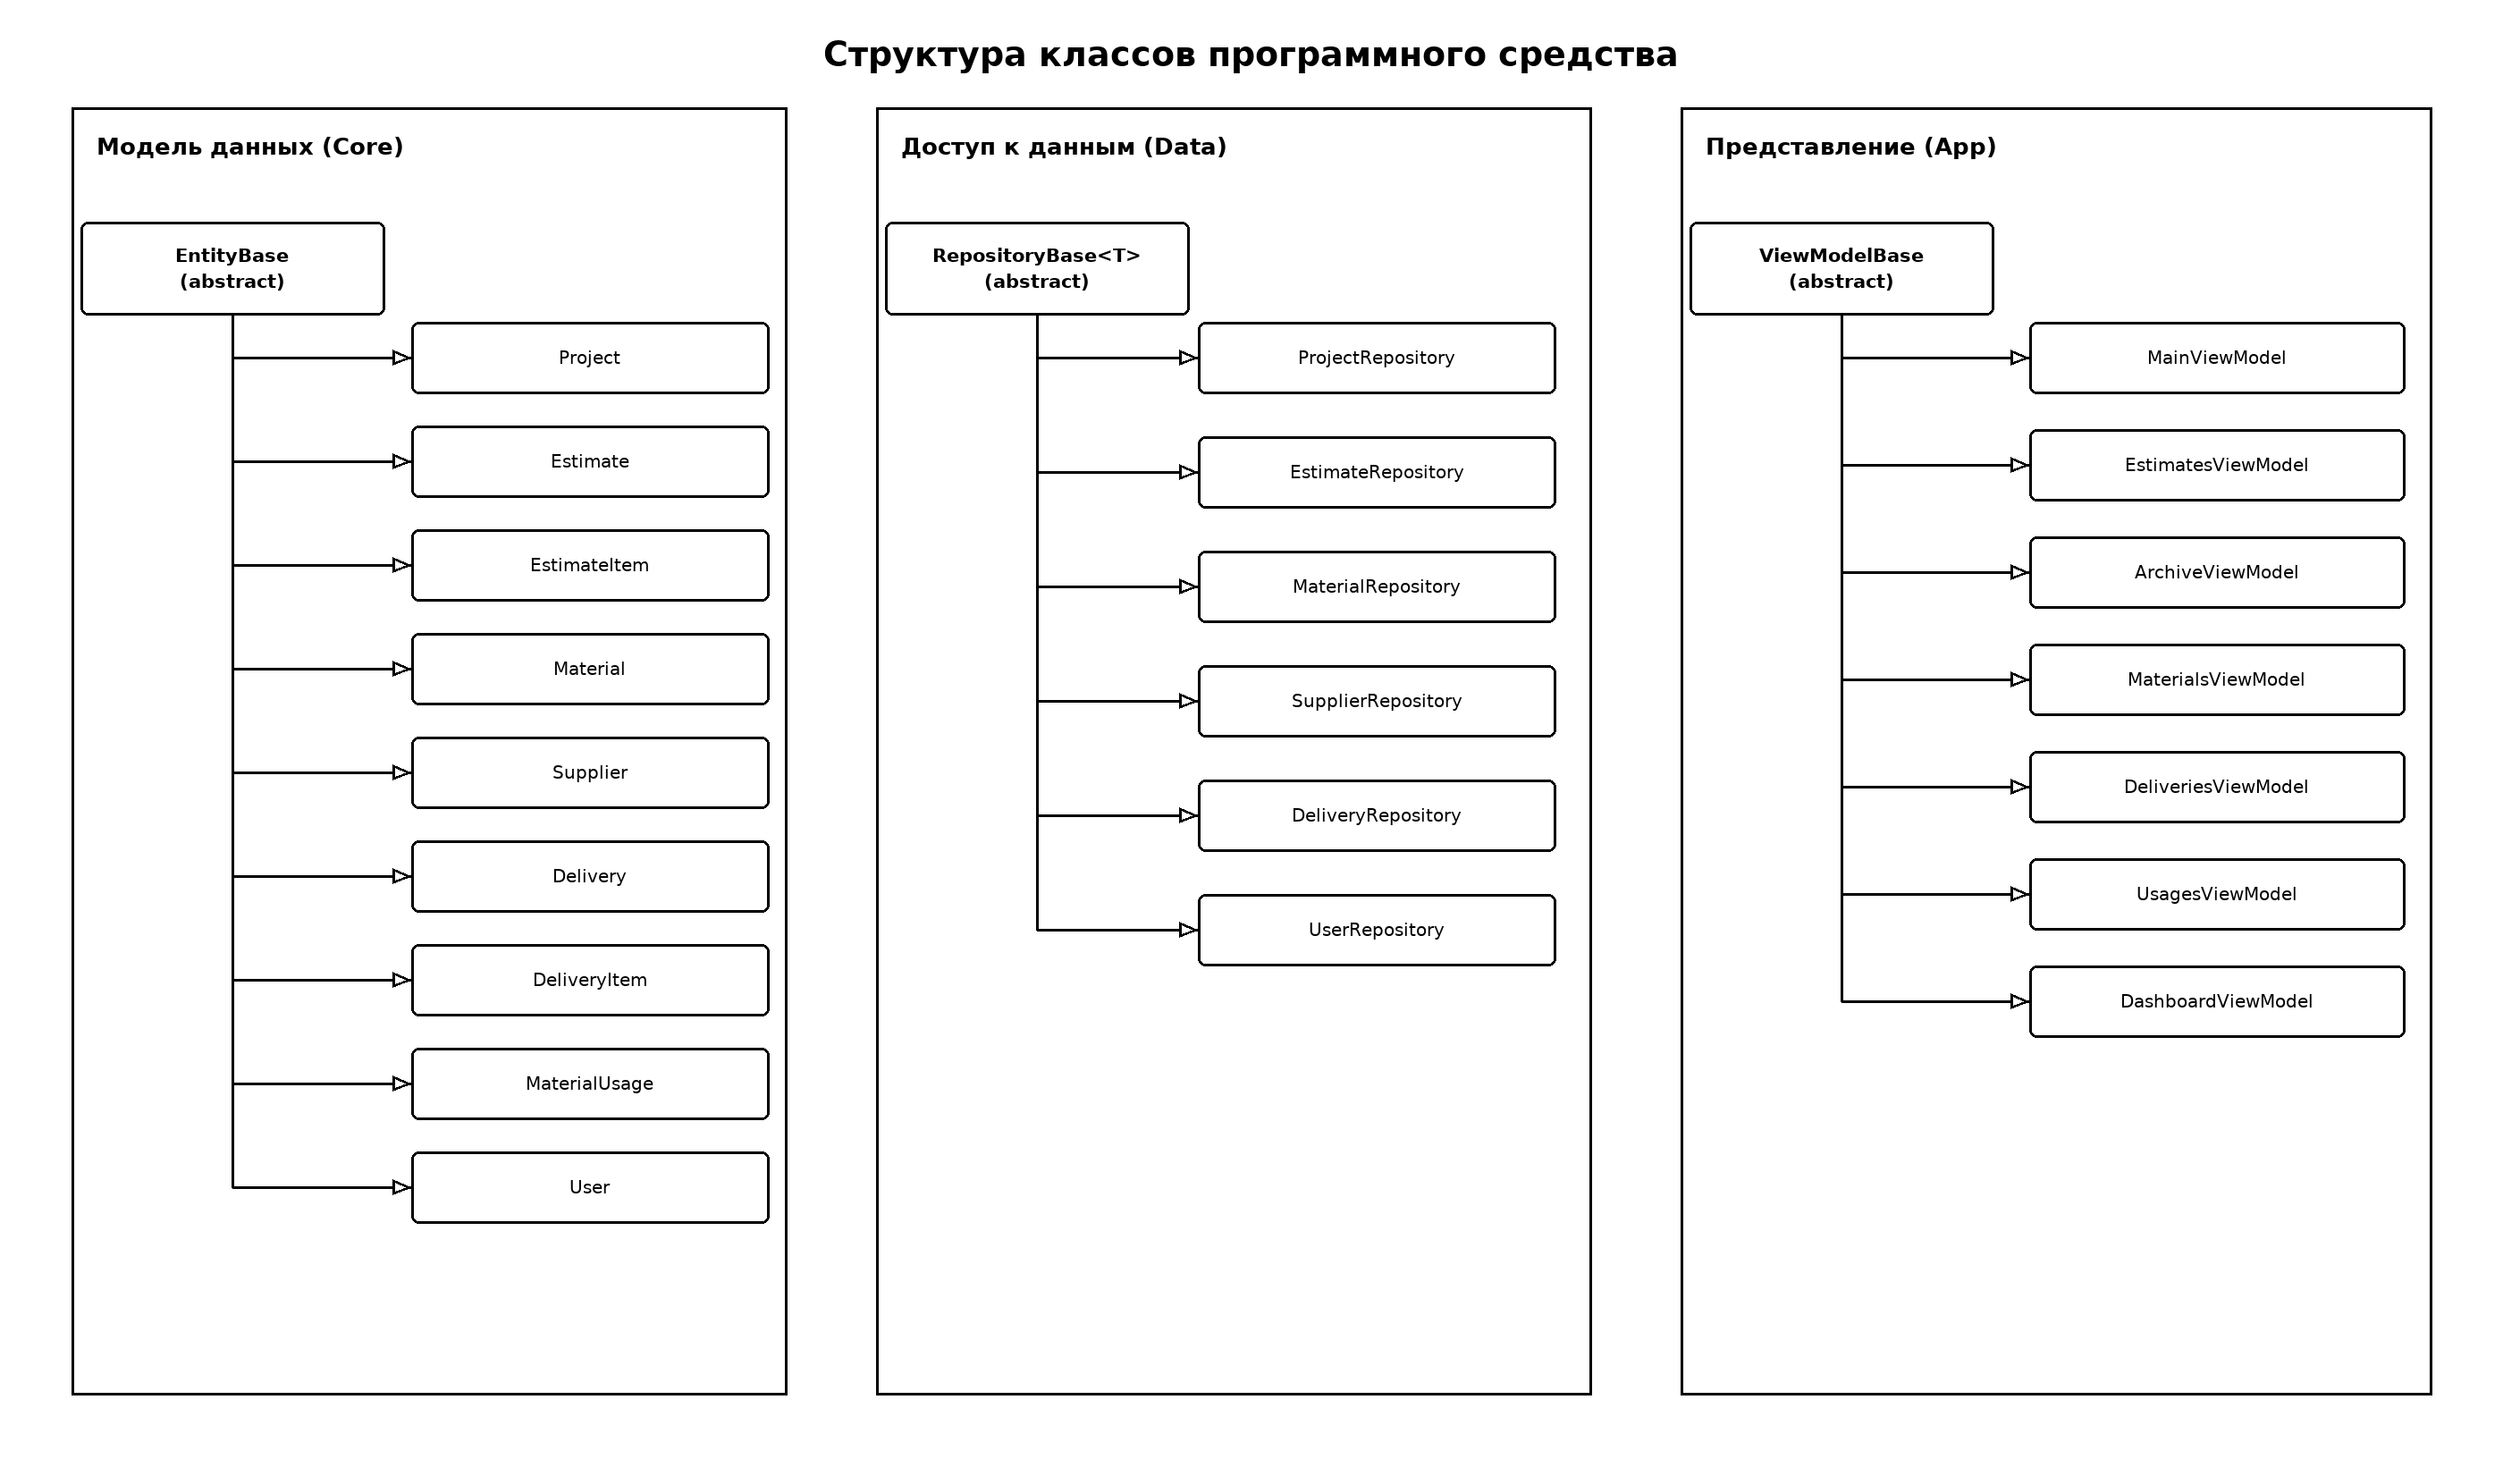 Структура классов программного средства
Модель данных (Core)
EntityBase
(abstract)
Project
Estimate
EstimateItem
Material
Supplier
Delivery
DeliveryItem
MaterialUsage
User
Доступ к данным (Data)
RepositoryBase<T>
(abstract)
ProjectRepository
EstimateRepository
MaterialRepository
SupplierRepository
DeliveryRepository
UserRepository
Представление (App)
ViewModelBase
(abstract)
MainViewModel
EstimatesViewModel
ArchiveViewModel
MaterialsViewModel
DeliveriesViewModel
UsagesViewModel
DashboardViewModel